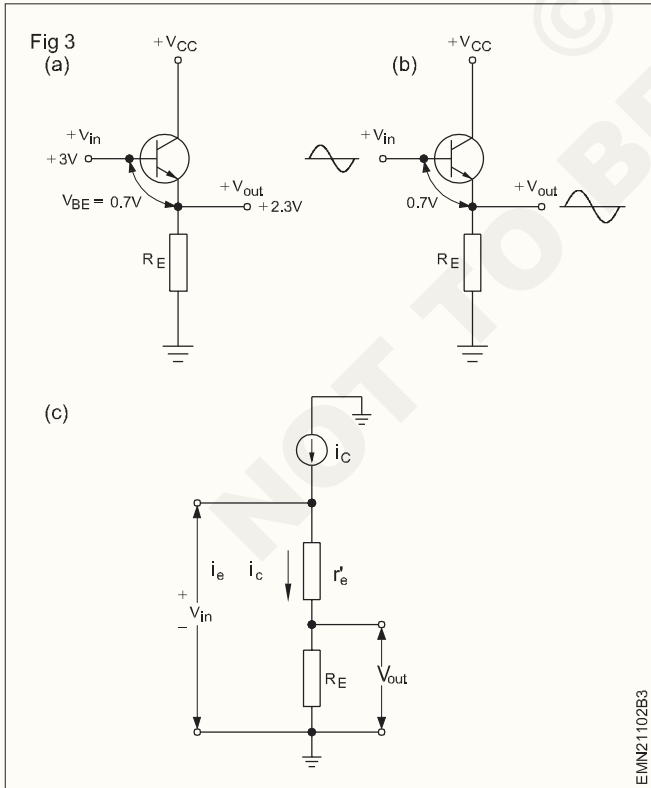 Fig 3
(a)
+ VCC
(b)
+ VCC
+ Vin
+ Vin
+3V
VBE = 0.7V
+ Vout
+2.3V
0.7V
+ Vout
RE
RE
(c)
iC
ie
ic
r'e
+
Vin
–
RE
Vout
EMN21102B3
©
NOT TO BE